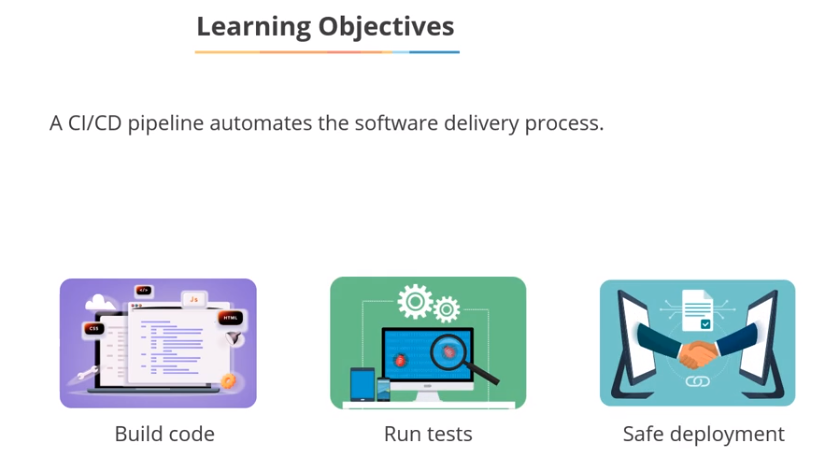 Learning Objectives
A CI/CD pipeline automates the software delivery process.
</>
Js
CSS
HTML
Build code
Run tests
Safe deployment